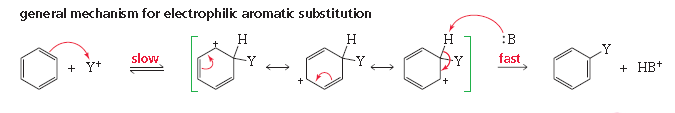 general mechanism for electrophilic aromatic substitution
+ Y+ slow + H Y H Y + H Y + :B fast Y + HB+